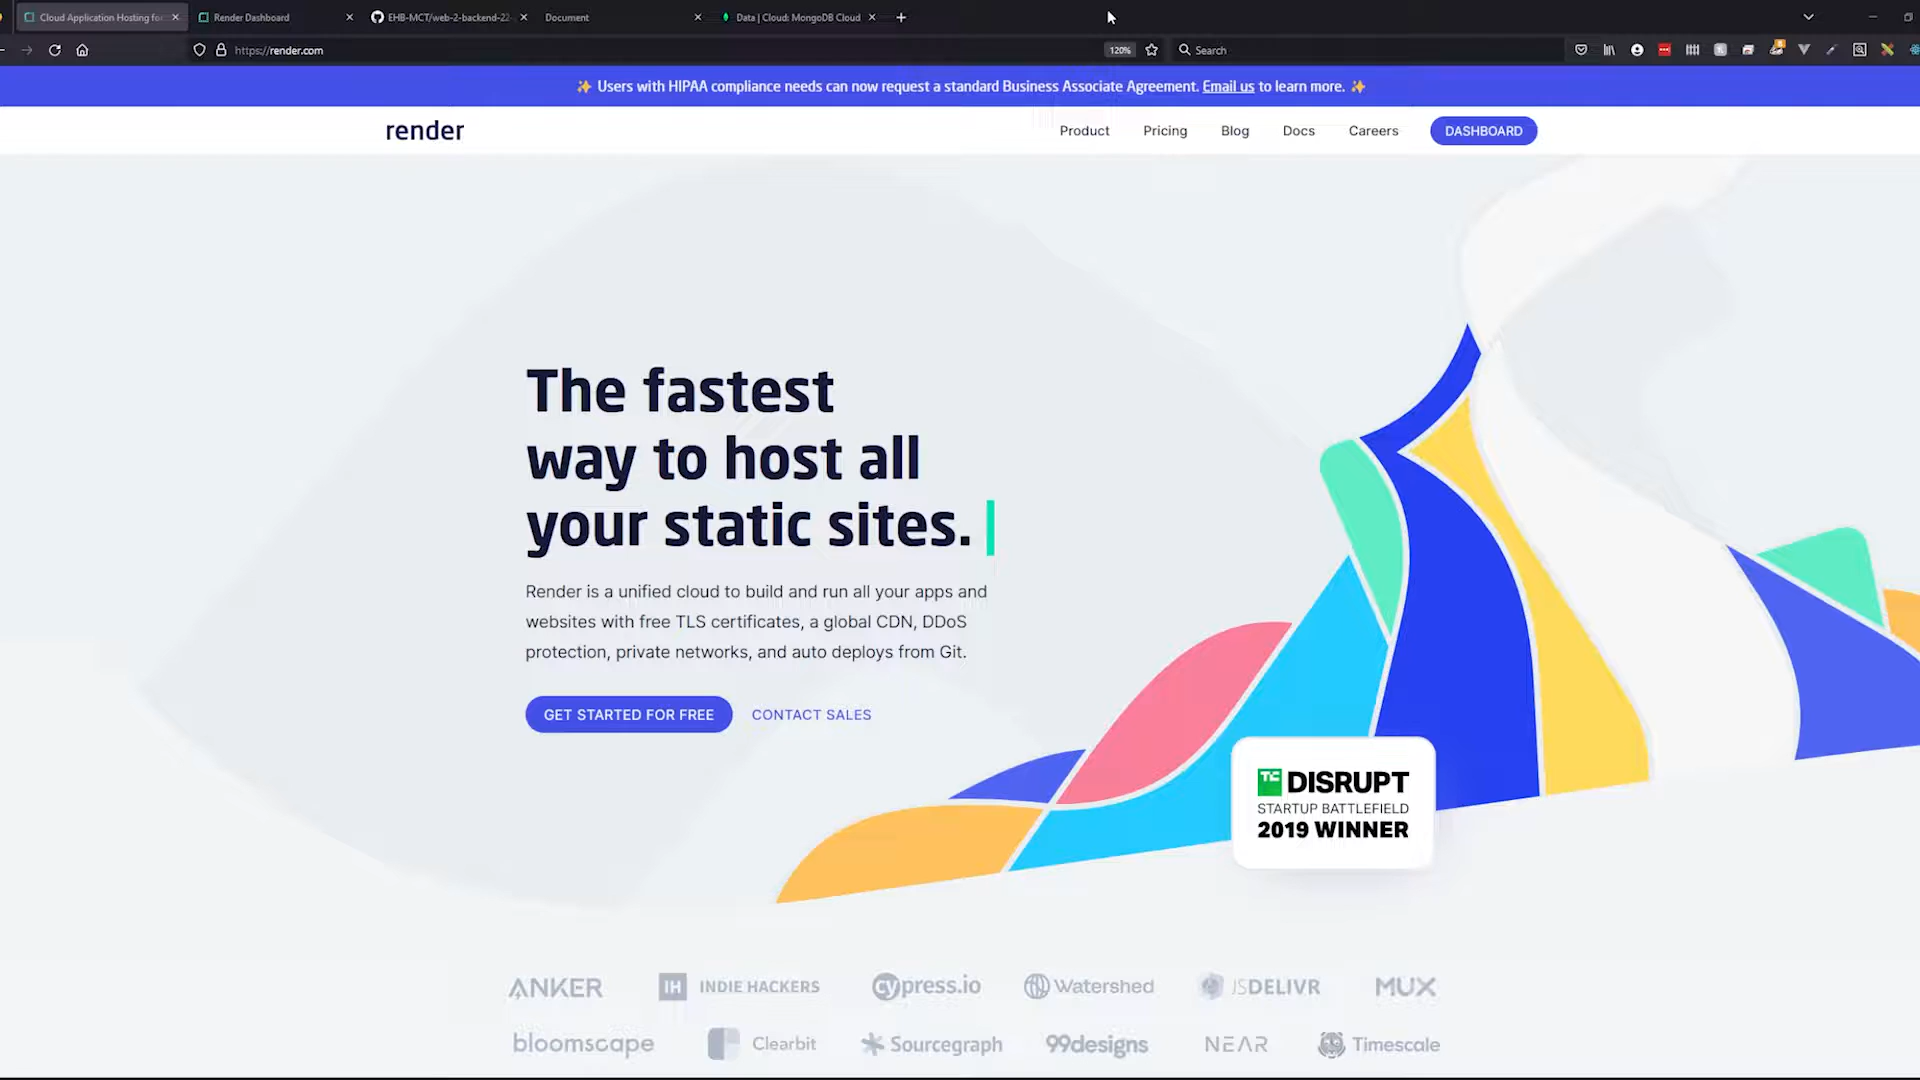 Cloud Application Hosting for
Render Dashboard
EHB-MCT/web-2-backend-22-
Document
Data | Cloud: MongoDB Cloud
https://render.com
120%
Search
✨ Users with HIPAA compliance needs can now request a standard Business Associate Agreement. Email us to learn more. ✨
render
Product
Pricing
Blog
Docs
Careers
DASHBOARD
The fastest
way to host all
your static sites.
Render is a unified cloud to build and run all your apps and
websites with free TLS certificates, a global CDN, DDoS
protection, private networks, and auto deploys from Git.
GET STARTED FOR FREE
CONTACT SALES
TC DISRUPT
STARTUP BATTLEFIELD
2019 WINNER
ANKER
IH INDIE HACKERS
cypress.io
Watershed
JSDELIVR
MUX
bloomscape
Clearbit
Sourcegraph
99designs
NEAR
Timescale